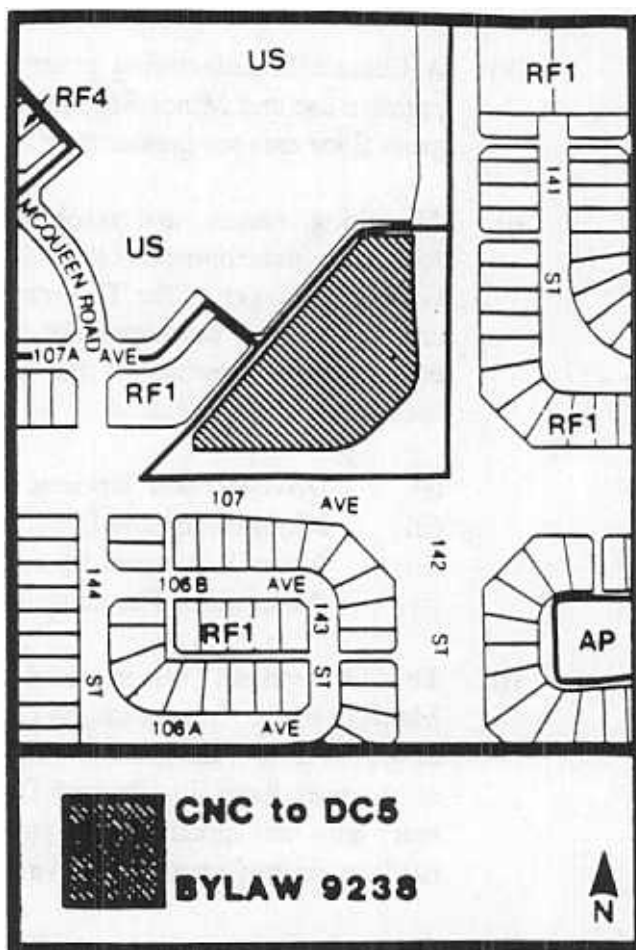 US
RF1
RF4
141
ST
MCQUEEN ROAD
US
107A AVE
RF1
RF1
107 AVE
142
ST
144
ST
106B AVE
143
ST
RF1
AP
106A AVE
CNC to DC5
BYLAW 9238
N